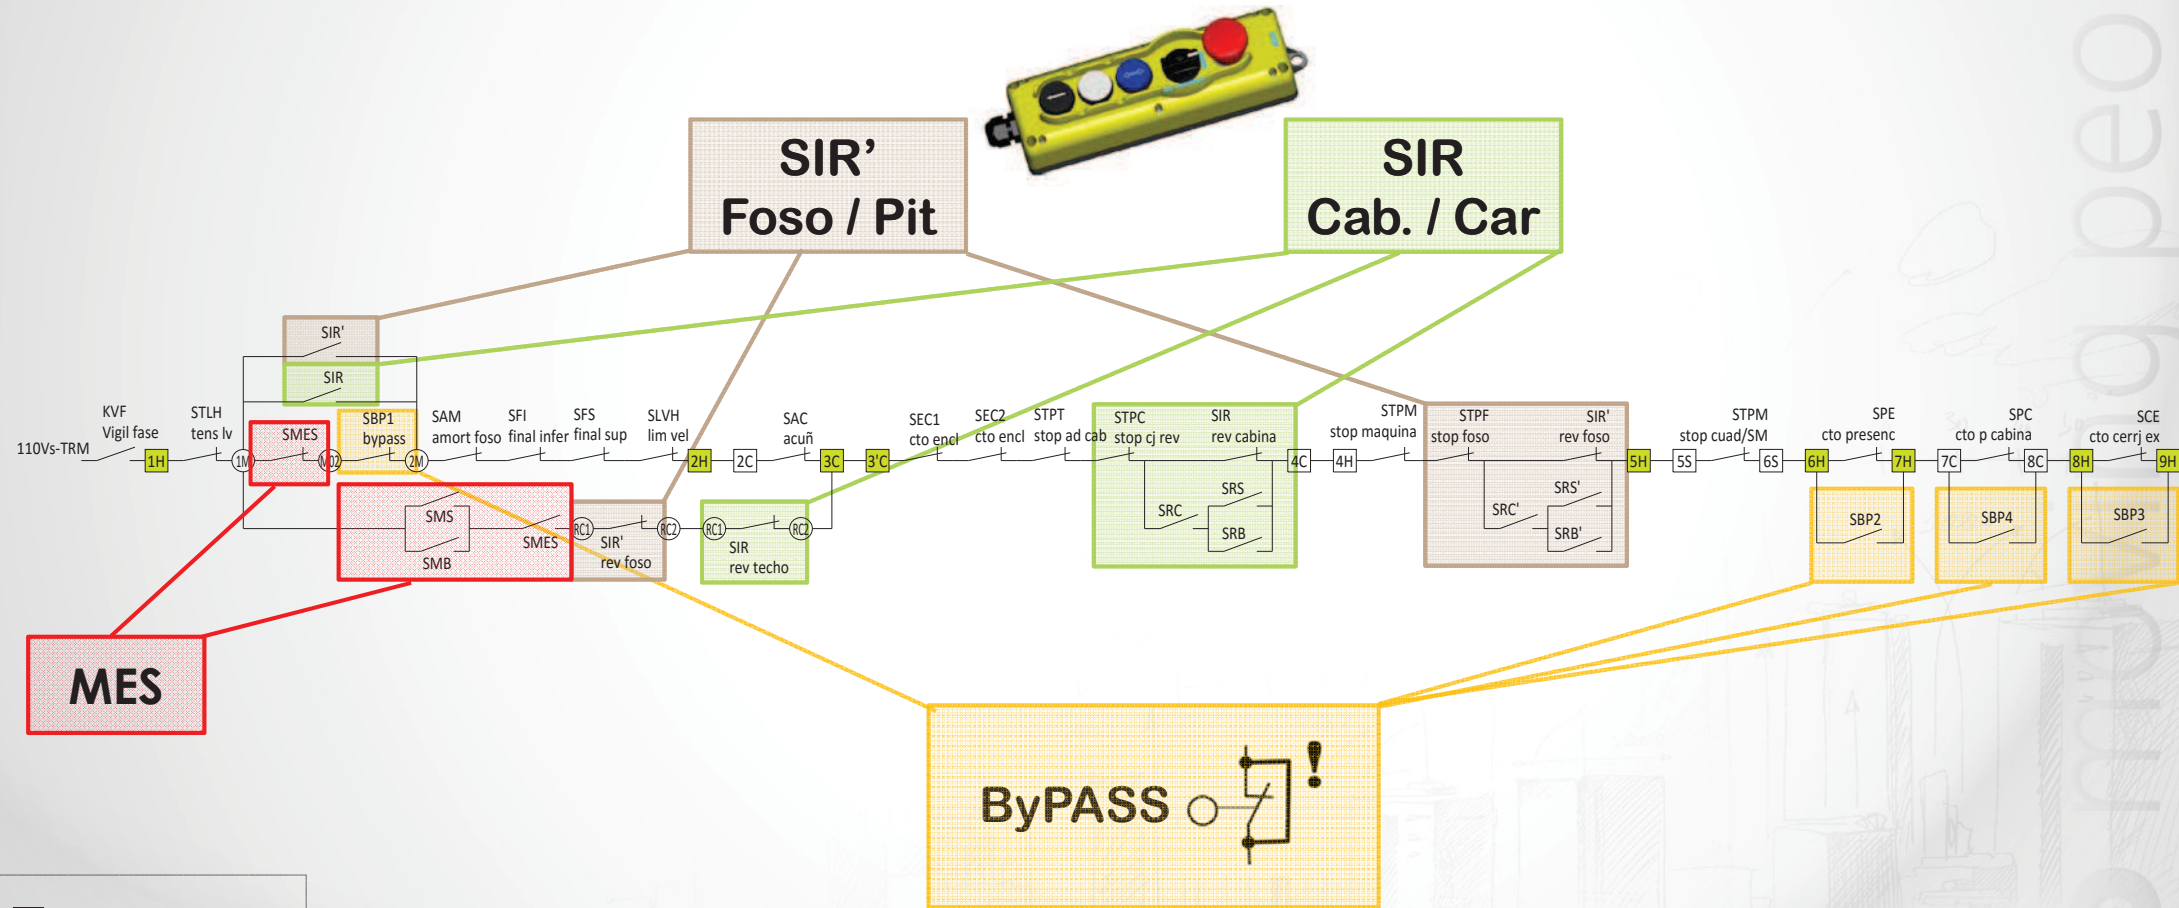 SIR’
Foso / Pit
SIR
Cab. / Car
SIR'
SIR
KVF
Vigil fase
STLH
tens lv
SMES
SBP1
bypass
SAM
amort foso
SFI
final infer
SFS
final sup
SLVH
lim vel
SAC
acuñ
SEC1
cto encl
SEC2
cto encl
STPT
stop ad cab
STPC
stop cj rev
SIR
rev cabina
STPM
stop maquina
STPF
stop foso
SIR'
rev foso
STPM
stop cuad/SM
SPE
cto presenc
SPC
cto p cabina
SCE
cto cerrj ex
110Vs-TRM
1H
1M
M02
2M
2H
2C
3C
3'C
4C
4H
5H
5S
6S
6H
7H
7C
8C
8H
9H
SMS
SMB
SMES
RC1
SIR'
rev foso
RC2
RC1
SIR
rev techo
RC2
SRC
SRS
SRB
SRC'
SRS'
SRB'
SBP2
SBP4
SBP3
MES
ByPASS
!